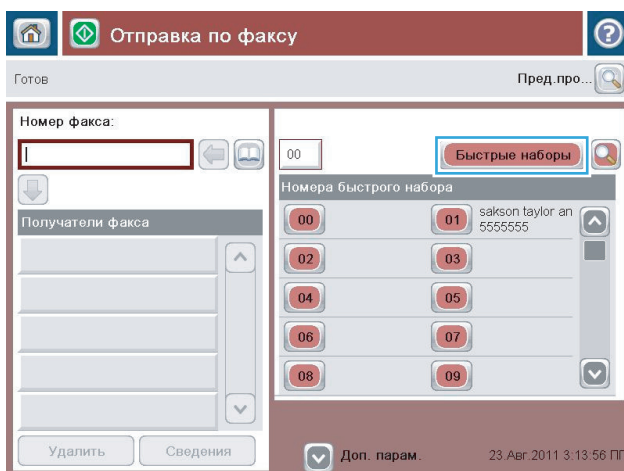 Отправка по факсу
?
Готов
Пред.про...
Номер факса:
00
Быстрые наборы
Номера быстрого набора
Получатели факса
00
01
sakson taylor an
5555555
02
03
04
05
06
07
08
09
Удалить
Сведения
Доп. парам.
23.Авг.2011 3:13:56 ПП